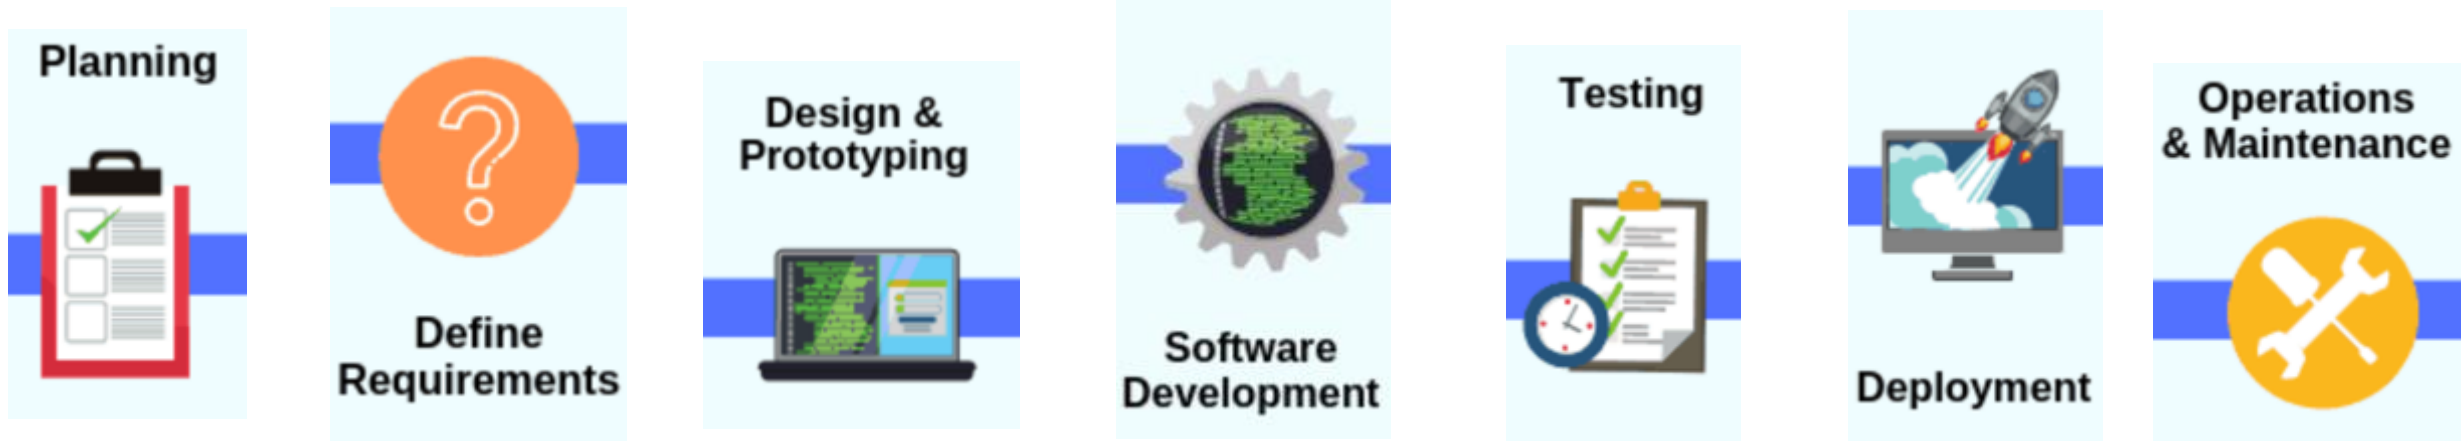 Planning
Define
Requirements
Design &
Prototyping
Software
Development
Testing
Deployment
Operations
& Maintenance